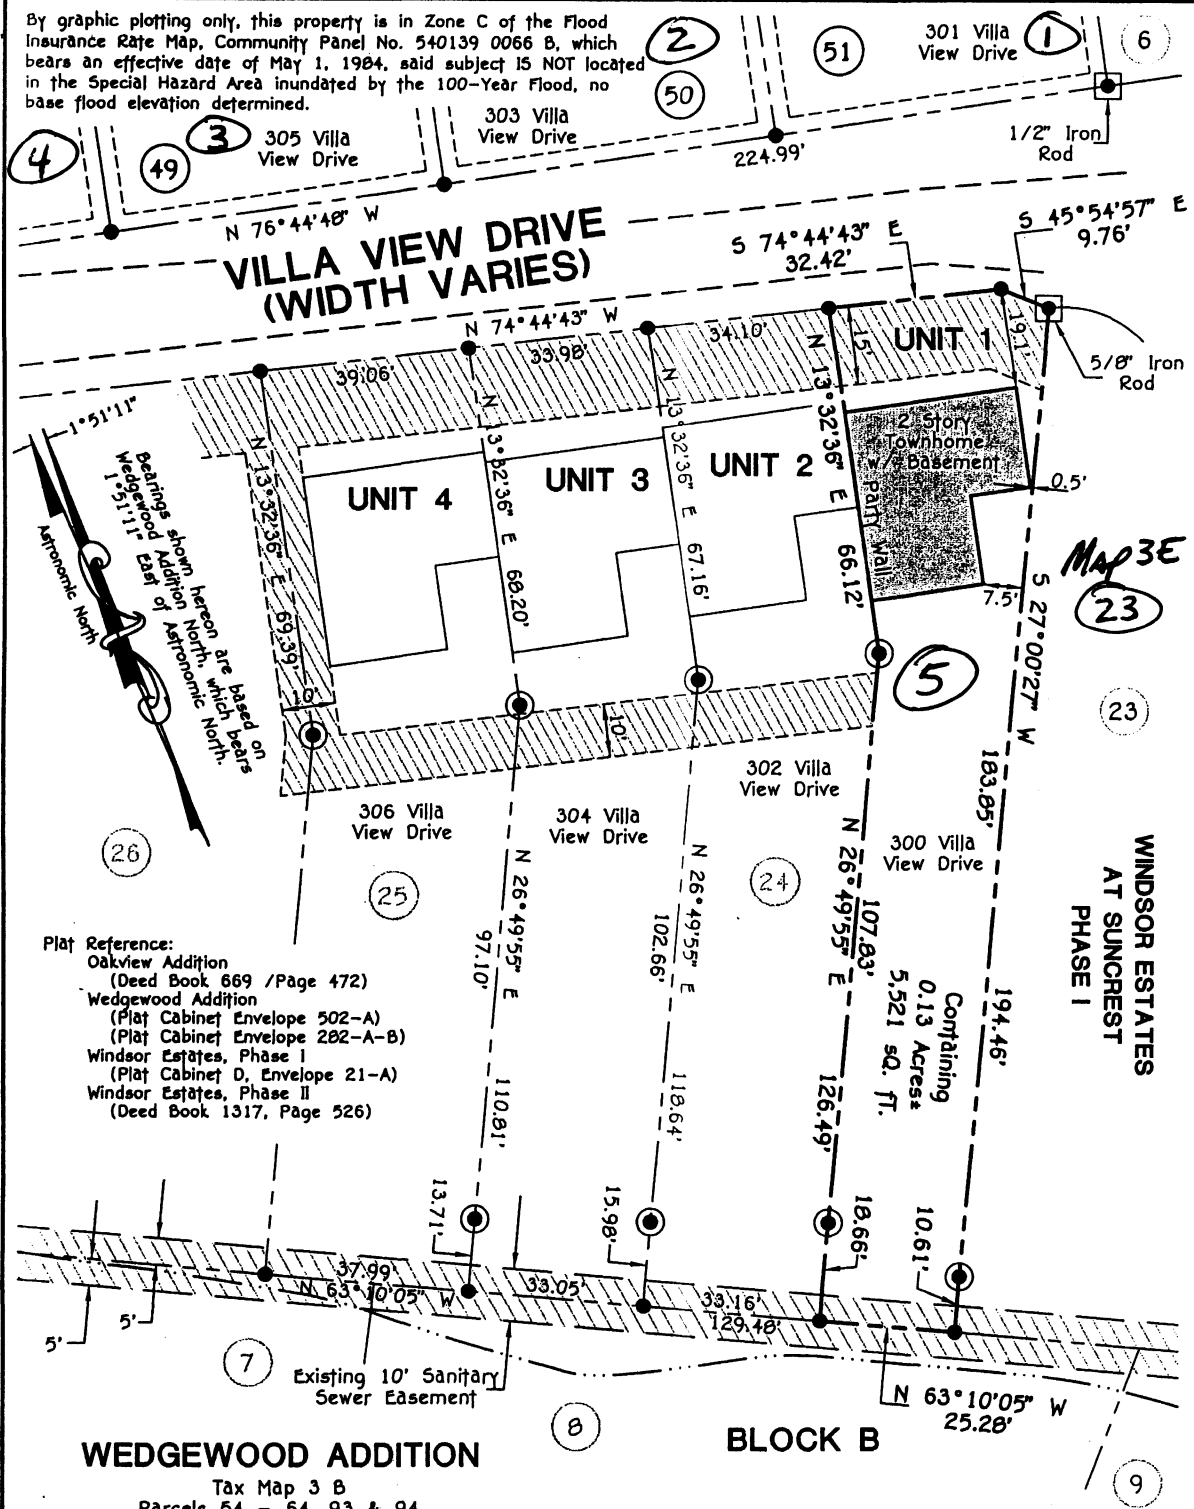 By graphic plotting only, this property is in Zone C of the Flood
Insurance Rate Map, Community Panel No. 540139 0066 B, which
bears an effective date of May 1, 1984, said subject IS NOT located
in the Special Hazard Area inundated by the 100-Year Flood, no
base flood elevation determined.
2
51
301 Villa
View Drive
1
6
50
4
49
3
305 Villa
View Drive
303 Villa
View Drive
1/2" Iron
Rod
224.99'
N 76°44'48" W
VILLA VIEW DRIVE
(WIDTH VARIES)
S 74°44'43" E
32.42'
S 45°54'57" E
9.76'
N 74°44'43" W
39.06'
33.98'
34.10'
15'
UNIT 1
19.1'
5/8" Iron
Rod
1°51'11"
Bearings shown hereon are based on
Wedgewood Addition North, which bears
1°51'11" East of Astronomic North.
Astronomic North
N 13°32'36" E 69.39'
UNIT 4
N 13°32'36" E 68.20'
UNIT 3
N 13°32'36" E 67.16'
UNIT 2
N 13°32'36" E 66.12'
Party Wall
2 Story
Townhome
w/ Basement
0.5'
7.5'
Map 3E
23
S 27°00'27" W
183.85'
5
23
10'
10'
306 Villa
View Drive
304 Villa
View Drive
302 Villa
View Drive
300 Villa
View Drive
26
25
24
N 26°49'55" E
97.10'
N 26°49'55" E
102.66'
N 26°49'55" E
107.83'
WINDSOR ESTATES
AT SUNCREST
PHASE I
Plat Reference:
Oakview Addition
(Deed Book 669 /Page 472)
Wedgewood Addition
(Plat Cabinet Envelope 502-A)
(Plat Cabinet Envelope 282-A-B)
Windsor Estates, Phase I
(Plat Cabinet D, Envelope 21-A)
Windsor Estates, Phase II
(Deed Book 1317, Page 526)
110.81'
118.64'
126.49'
Containing
0.13 Acres±
5,521 SQ. FT.
194.46'
13.71'
15.98'
18.66'
10.61'
37.99'
N 63°10'05" W
33.05'
33.16'
129.48'
5'
5'
7
Existing 10' Sanitary
Sewer Easement
8
N 63°10'05" W
25.28'
BLOCK B
9
WEDGEWOOD ADDITION
Tax Map 3 B
Parcels 54 - 64, 93 & 94